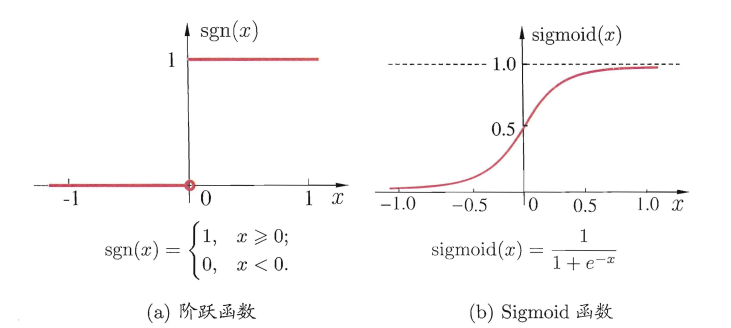 sgn(x)
1
-1
0
1
x
sgn(x) = { 1, x ⩾ 0;
0, x < 0.
(a) 阶跃函数
sigmoid(x)
1.0
0.5
−1.0
−0.5
0
0.5
1.0
x
sigmoid(x) = 1 / (1 + e^{−x})
(b) Sigmoid 函数